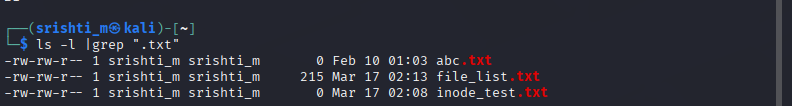 ┌──(srishti_m㉿kali)-[~]
└─$ ls -l |grep ".txt"
-rw-rw-r-- 1 srishti_m srishti_m      0 Feb 10 01:03 abc.txt
-rw-rw-r-- 1 srishti_m srishti_m    215 Mar 17 02:13 file_list.txt
-rw-rw-r-- 1 srishti_m srishti_m      0 Mar 17 02:08 inode_test.txt